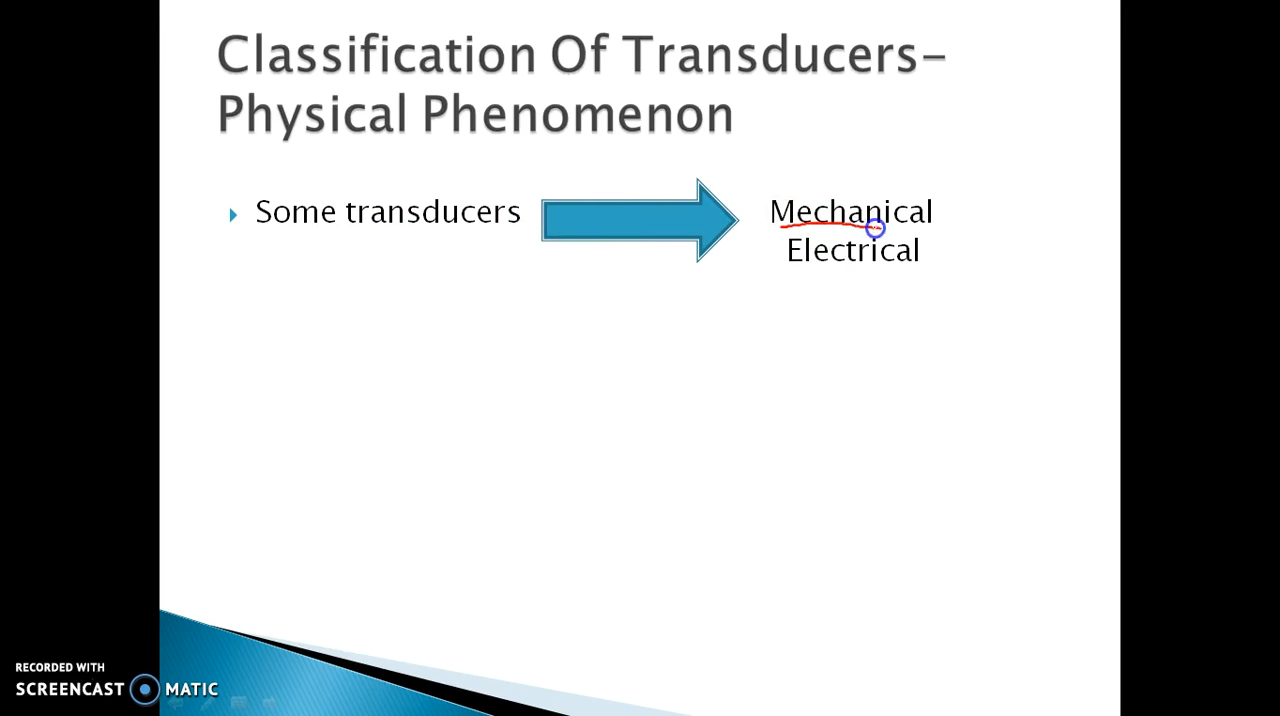 Classification Of Transducers-
Physical Phenomenon
Some transducers
Mechanical
Electrical
RECORDED WITH
SCREENCAST MATIC